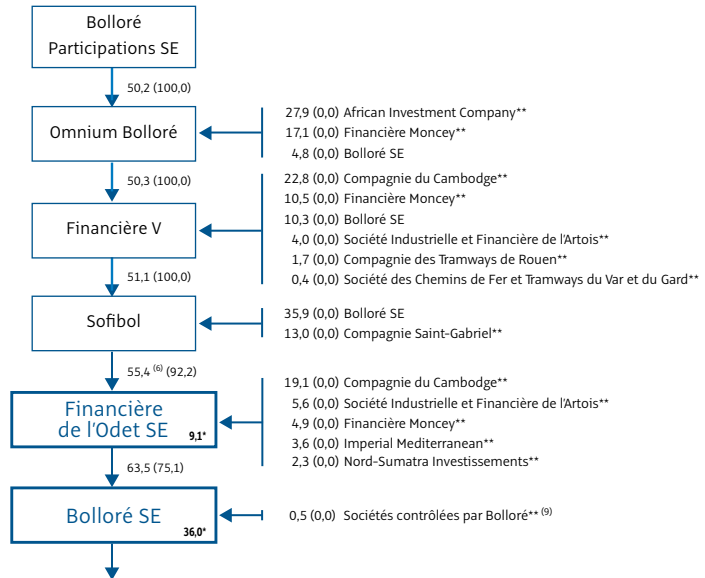 Bolloré
Participations SE
50,2 (100,0)
Omnium Bolloré
27,9 (0,0) African Investment Company**
17,1 (0,0) Financière Moncey**
4,8 (0,0) Bolloré SE
50,3 (100,0)
Financière V
22,8 (0,0) Compagnie du Cambodge**
10,5 (0,0) Financière Moncey**
10,3 (0,0) Bolloré SE
4,0 (0,0) Société Industrielle et Financière de l'Artois**
1,7 (0,0) Compagnie des Tramways de Rouen**
0,4 (0,0) Société des Chemins de Fer et Tramways du Var et du Gard**
51,1 (100,0)
Sofibol
35,9 (0,0) Bolloré SE
13,0 (0,0) Compagnie Saint-Gabriel**
55,4 (6) (92,2)
Financière
de l'Odet SE 9,1*
19,1 (0,0) Compagnie du Cambodge**
5,6 (0,0) Société Industrielle et Financière de l'Artois**
4,9 (0,0) Financière Moncey**
3,6 (0,0) Imperial Mediterranean**
2,3 (0,0) Nord-Sumatra Investissements**
63,5 (75,1)
Bolloré SE
36,0*
0,5 (0,0) Sociétés contrôlées par Bolloré** (9)